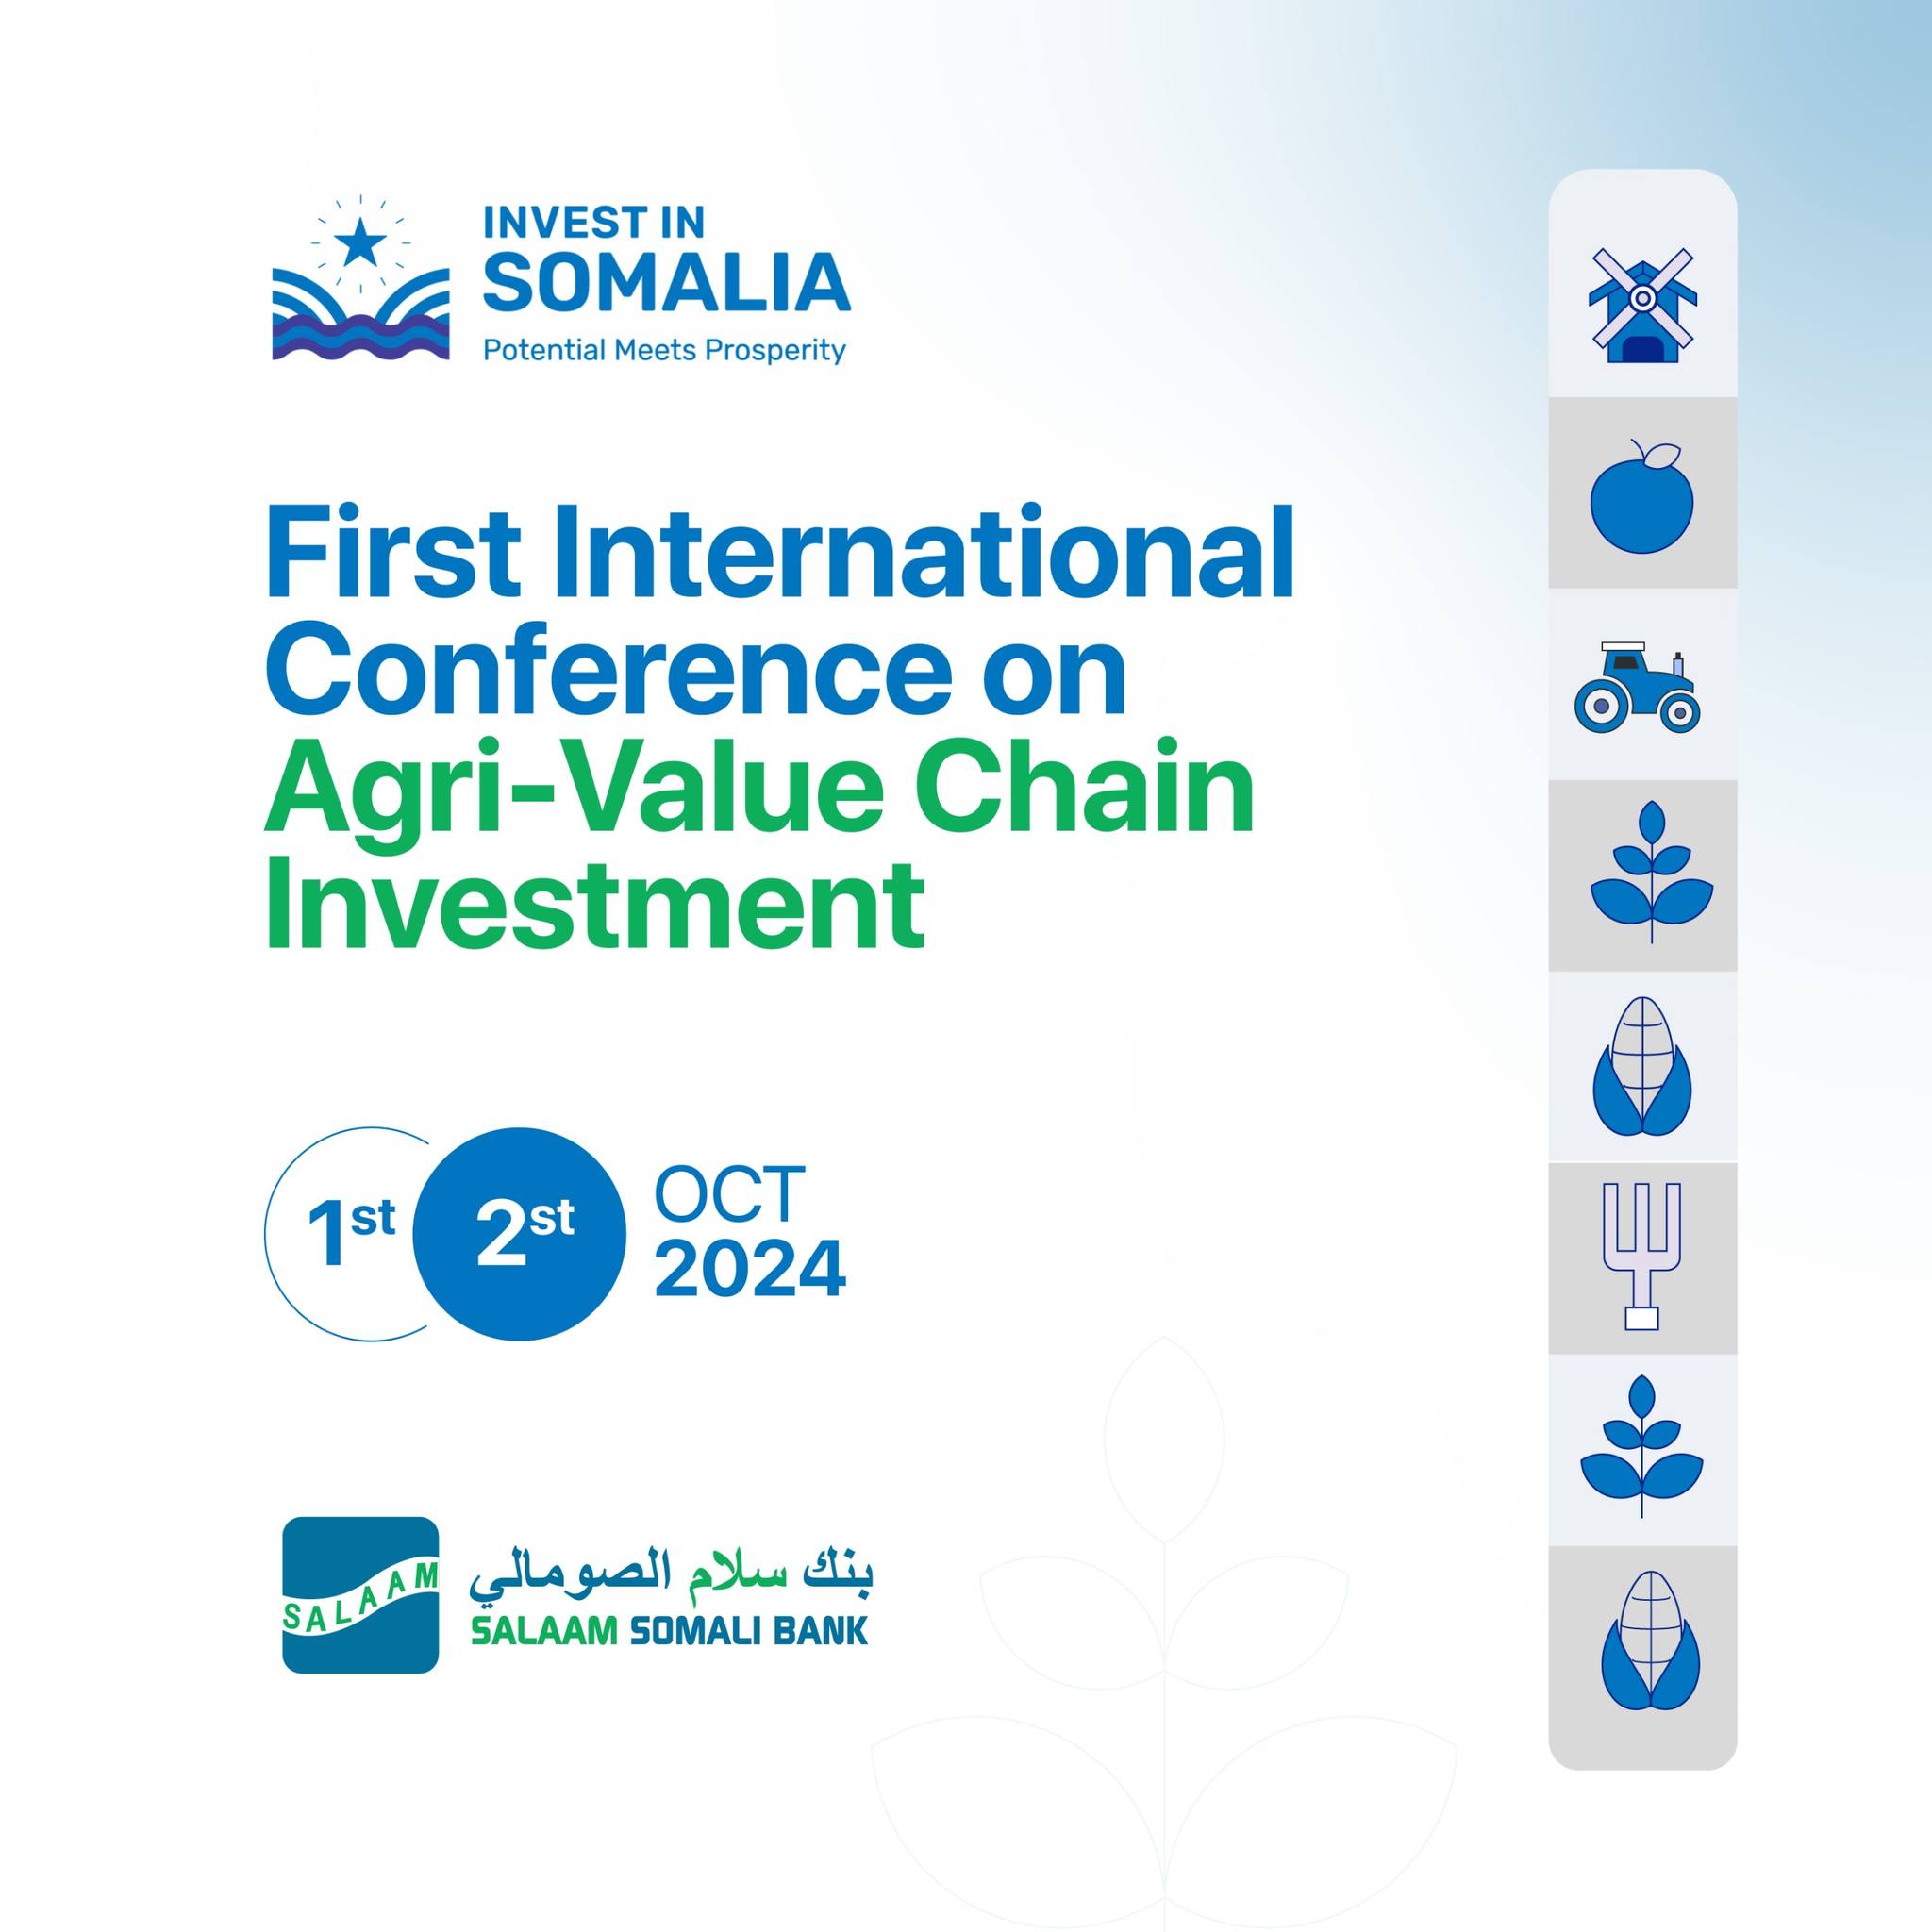 INVEST IN
SOMALIA
Potential Meets Prosperity
First International
Conference on
Agri-Value Chain
Investment
1st 2st OCT
2024
SALAAM
بنك سلام الصومالي
SALAAM SOMALI BANK